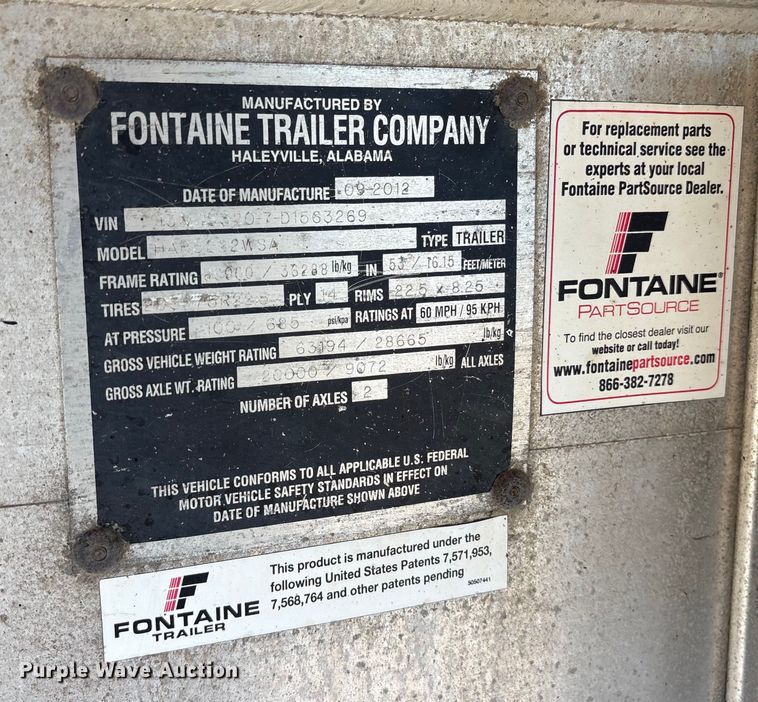 MANUFACTURED BY
FONTAINE TRAILER COMPANY
HALEYVILLE, ALABAMA
DATE OF MANUFACTURE 09-2012
VIN
MODEL TYPE TRAILER
FRAME RATING lb/kg IN 53 / 16.15 FEET/METER
TIRES PLY 14 RIMS 22.5 x 8.25
AT PRESSURE 100 / 685 psi/kpa RATINGS AT 60 MPH / 95 KPH
GROSS VEHICLE WEIGHT RATING 63194 / 28665 lb/kg
GROSS AXLE WT. RATING 20000 / 9072 lb/kg ALL AXLES
NUMBER OF AXLES 2
THIS VEHICLE CONFORMS TO ALL APPLICABLE U.S. FEDERAL
MOTOR VEHICLE SAFETY STANDARDS IN EFFECT ON
DATE OF MANUFACTURE SHOWN ABOVE
For replacement parts
or technical service see the
experts at your local
Fontaine PartSource Dealer.
FONTAINE®
PARTSOURCE
To find the closest dealer visit our
website or call today!
www.fontainepartsource.com
866-382-7278
FONTAINE
TRAILER
This product is manufactured under the
following United States Patents 7,571,953,
7,568,764 and other patents pending
50507441
Purple Wave Auction